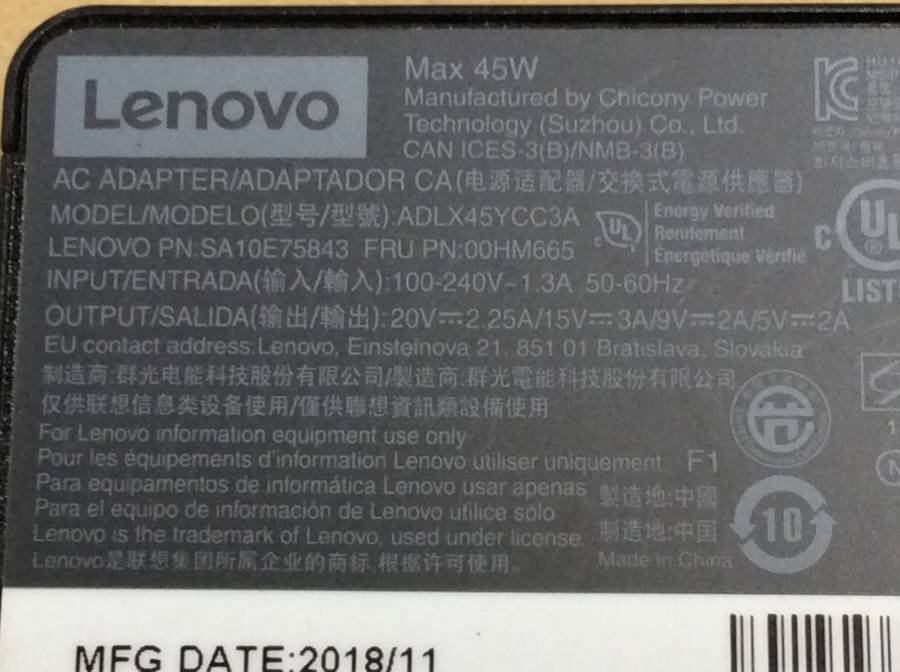 Lenovo
Max 45W
Manufactured by Chicony Power
Technology (Suzhou) Co., Ltd.
CAN ICES-3(B)/NMB-3(B)
AC ADAPTER/ADAPTADOR CA(电源适配器/交換式電源供應器)
MODEL/MODELO(型号/型號):ADLX45YCC3A
LENOVO PN:SA10E75843 FRU PN:00HM665
c UL
Energy Verified
Rendement
Énergétique Vérifié
C UL
LIST
INPUT/ENTRADA(输入/輸入):100-240V~1.3A 50-60Hz
OUTPUT/SALIDA(输出/輸出):20V⎓2.25A/15V⎓3A/9V⎓2A/5V⎓2A
EU contact address:Lenovo, Einsteinova 21, 851 01 Bratislava, Slovakia
制造商:群光电能科技股份有限公司/製造商:群光電能科技股份有限公司
仅供联想信息类设备使用/僅供聯想資訊類設備使用
For Lenovo information equipment use only
Pour les équipements d'information Lenovo utiliser uniquement F1
Para equipamentos de informática Lenovo usar apenas
Para el equipo de información de Lenovo utilice sólo
Lenovo is the trademark of Lenovo, used under license.
Lenovo是联想集团所属企业的商标,根据许可使用。
製造地:中國
制造地:中国
Made in China
10
1
N
MFG DATE:2018/11